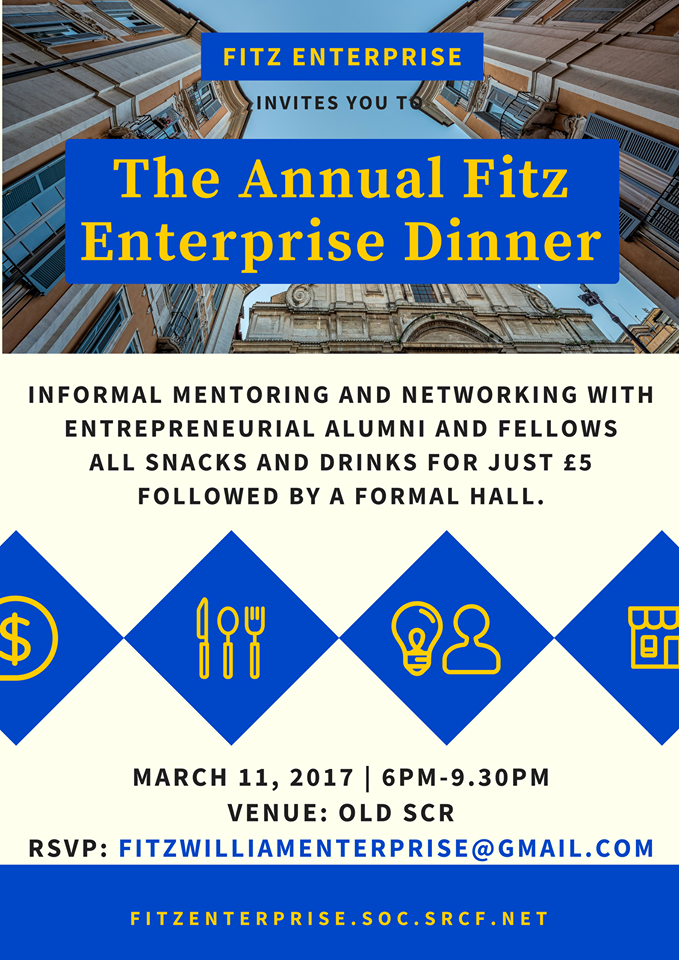 FITZ ENTERPRISE
INVITES YOU TO
The Annual Fitz
Enterprise Dinner
INFORMAL MENTORING AND NETWORKING WITH
ENTREPRENEURIAL ALUMNI AND FELLOWS
ALL SNACKS AND DRINKS FOR JUST £5
FOLLOWED BY A FORMAL HALL.
$
MARCH 11, 2017 | 6PM-9.30PM
VENUE: OLD SCR
RSVP: FITZWILLIAMENTERPRISE@GMAIL.COM
FITZENTERPRISE.SOC.SRCF.NET